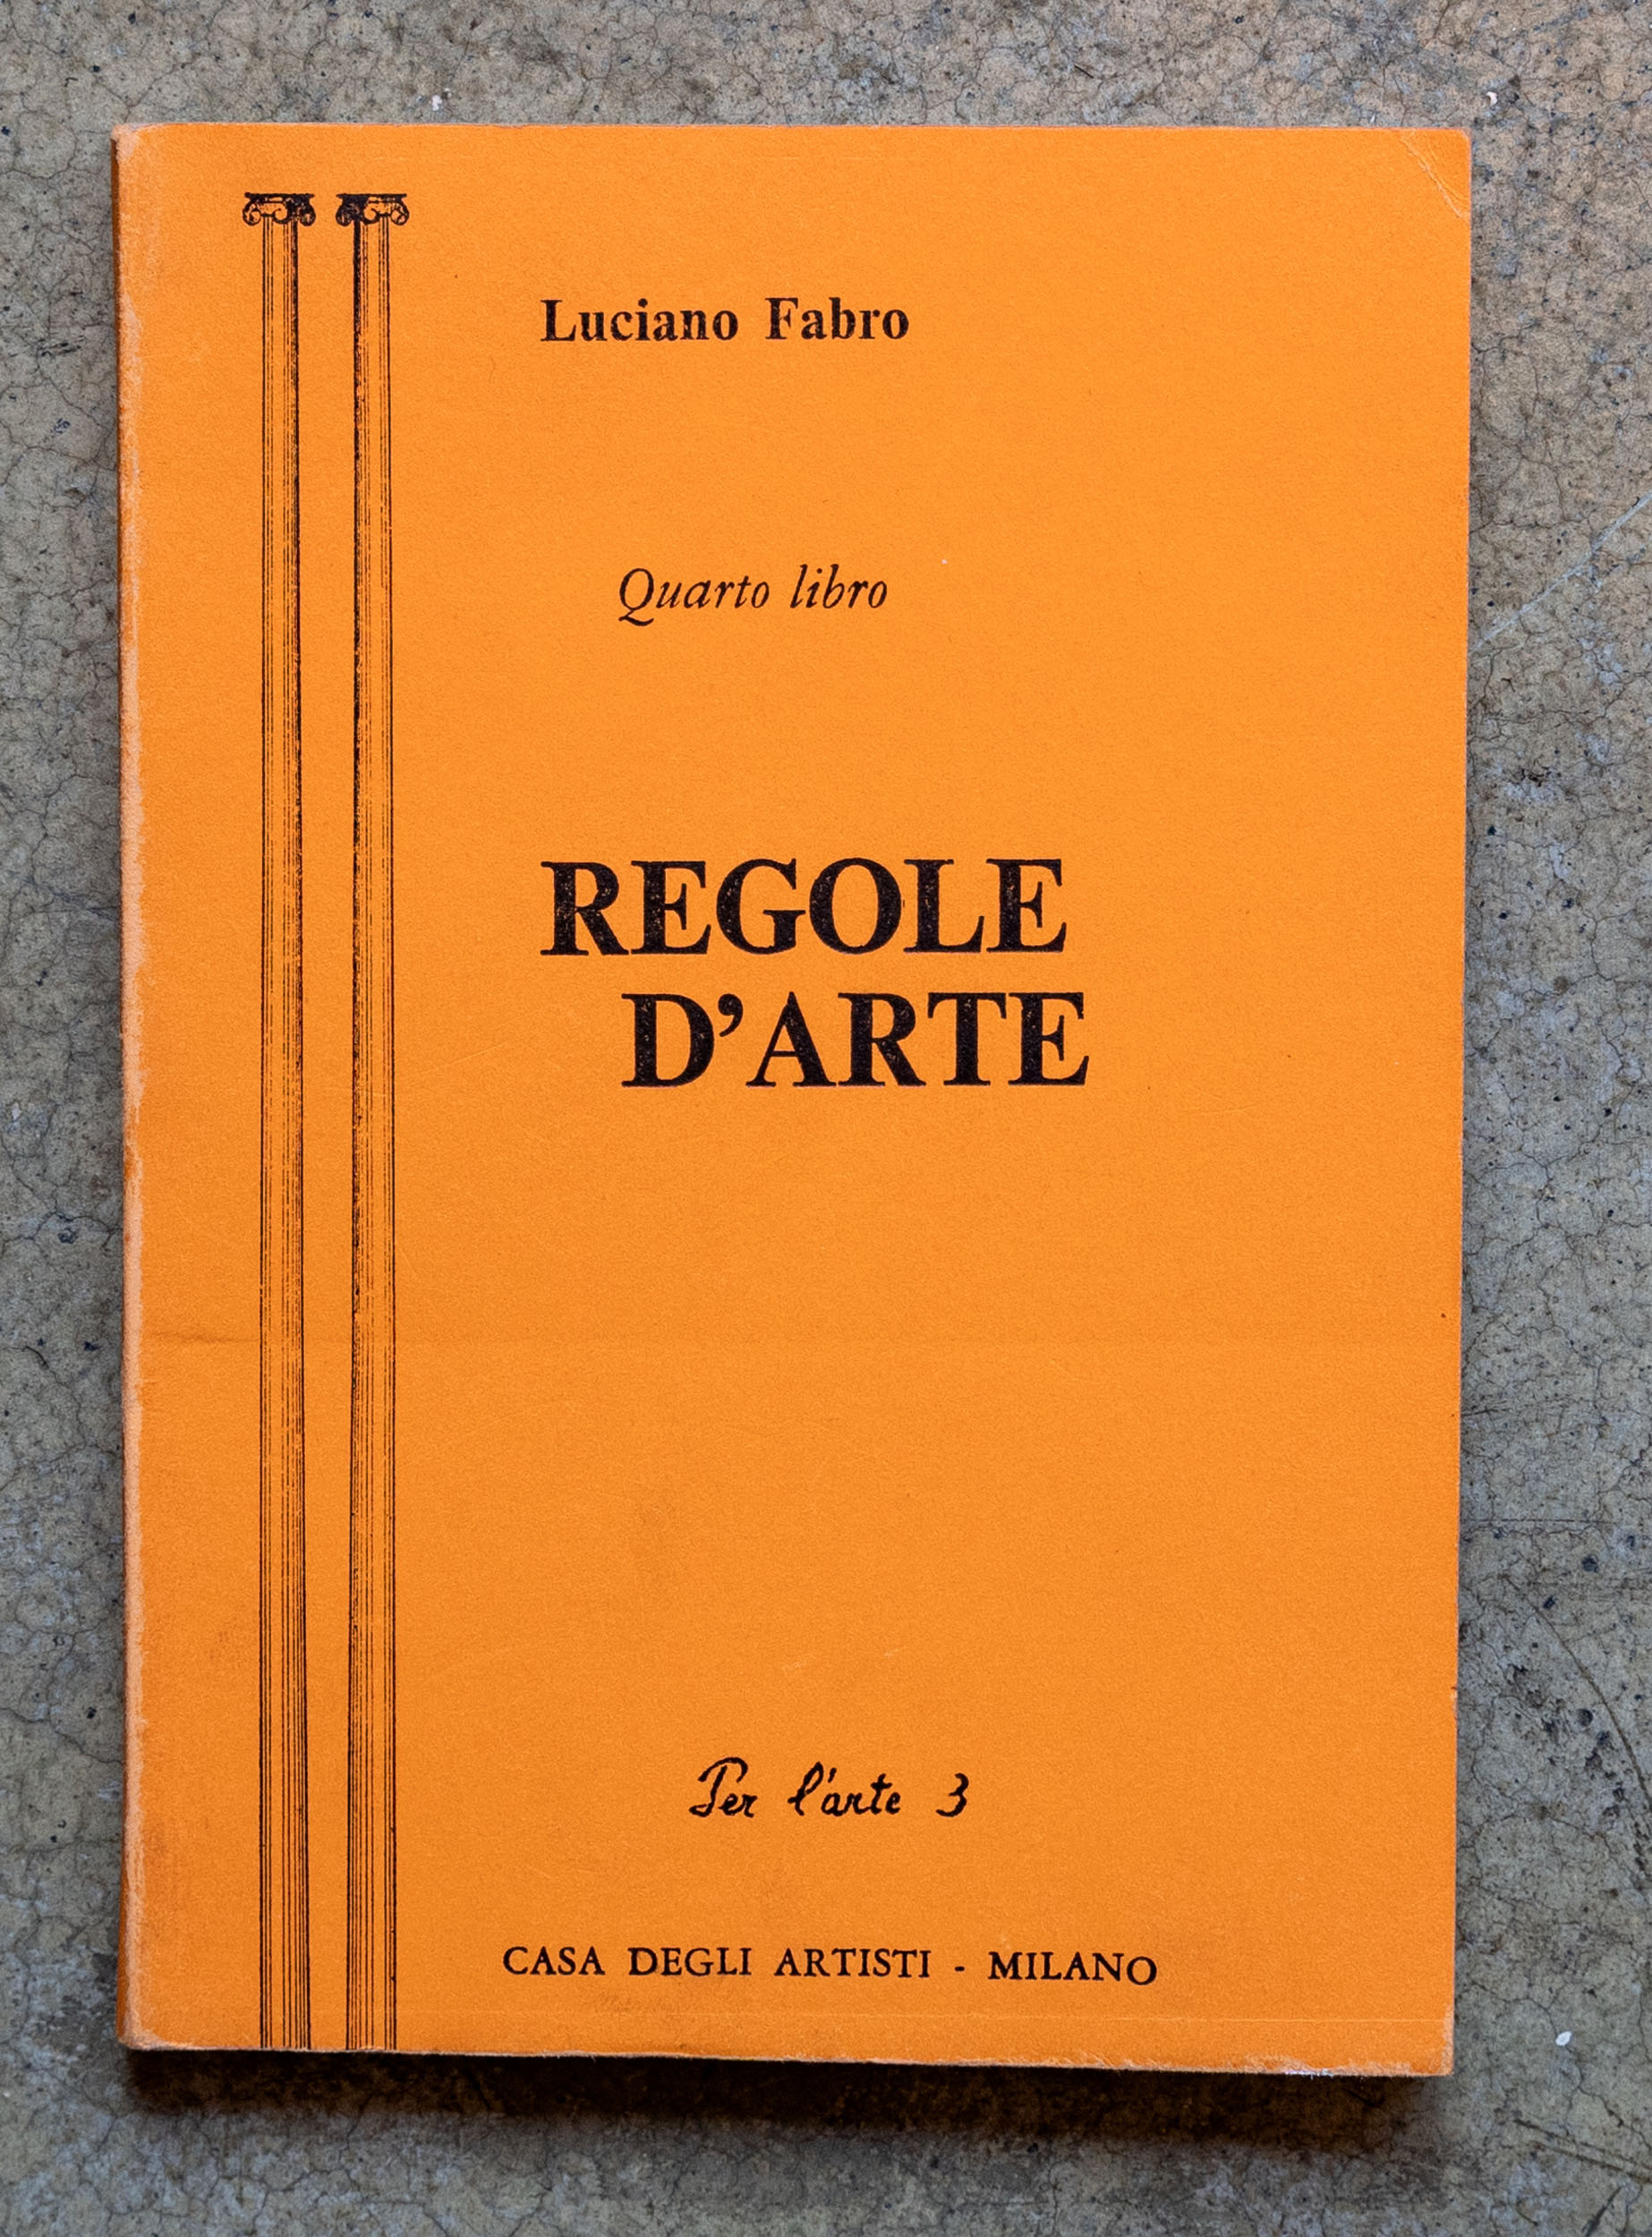 Luciano Fabro
Quarto libro
REGOLE
D’ARTE
Per l'arte 3
CASA DEGLI ARTISTI - MILANO